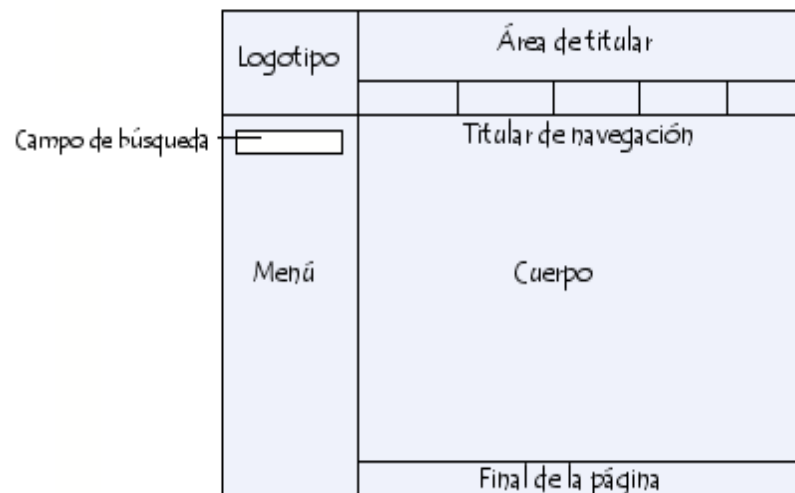 Logotipo
Área de titular
Campo de búsqueda
Titular de navegación
Menú
Cuerpo
Final de la página